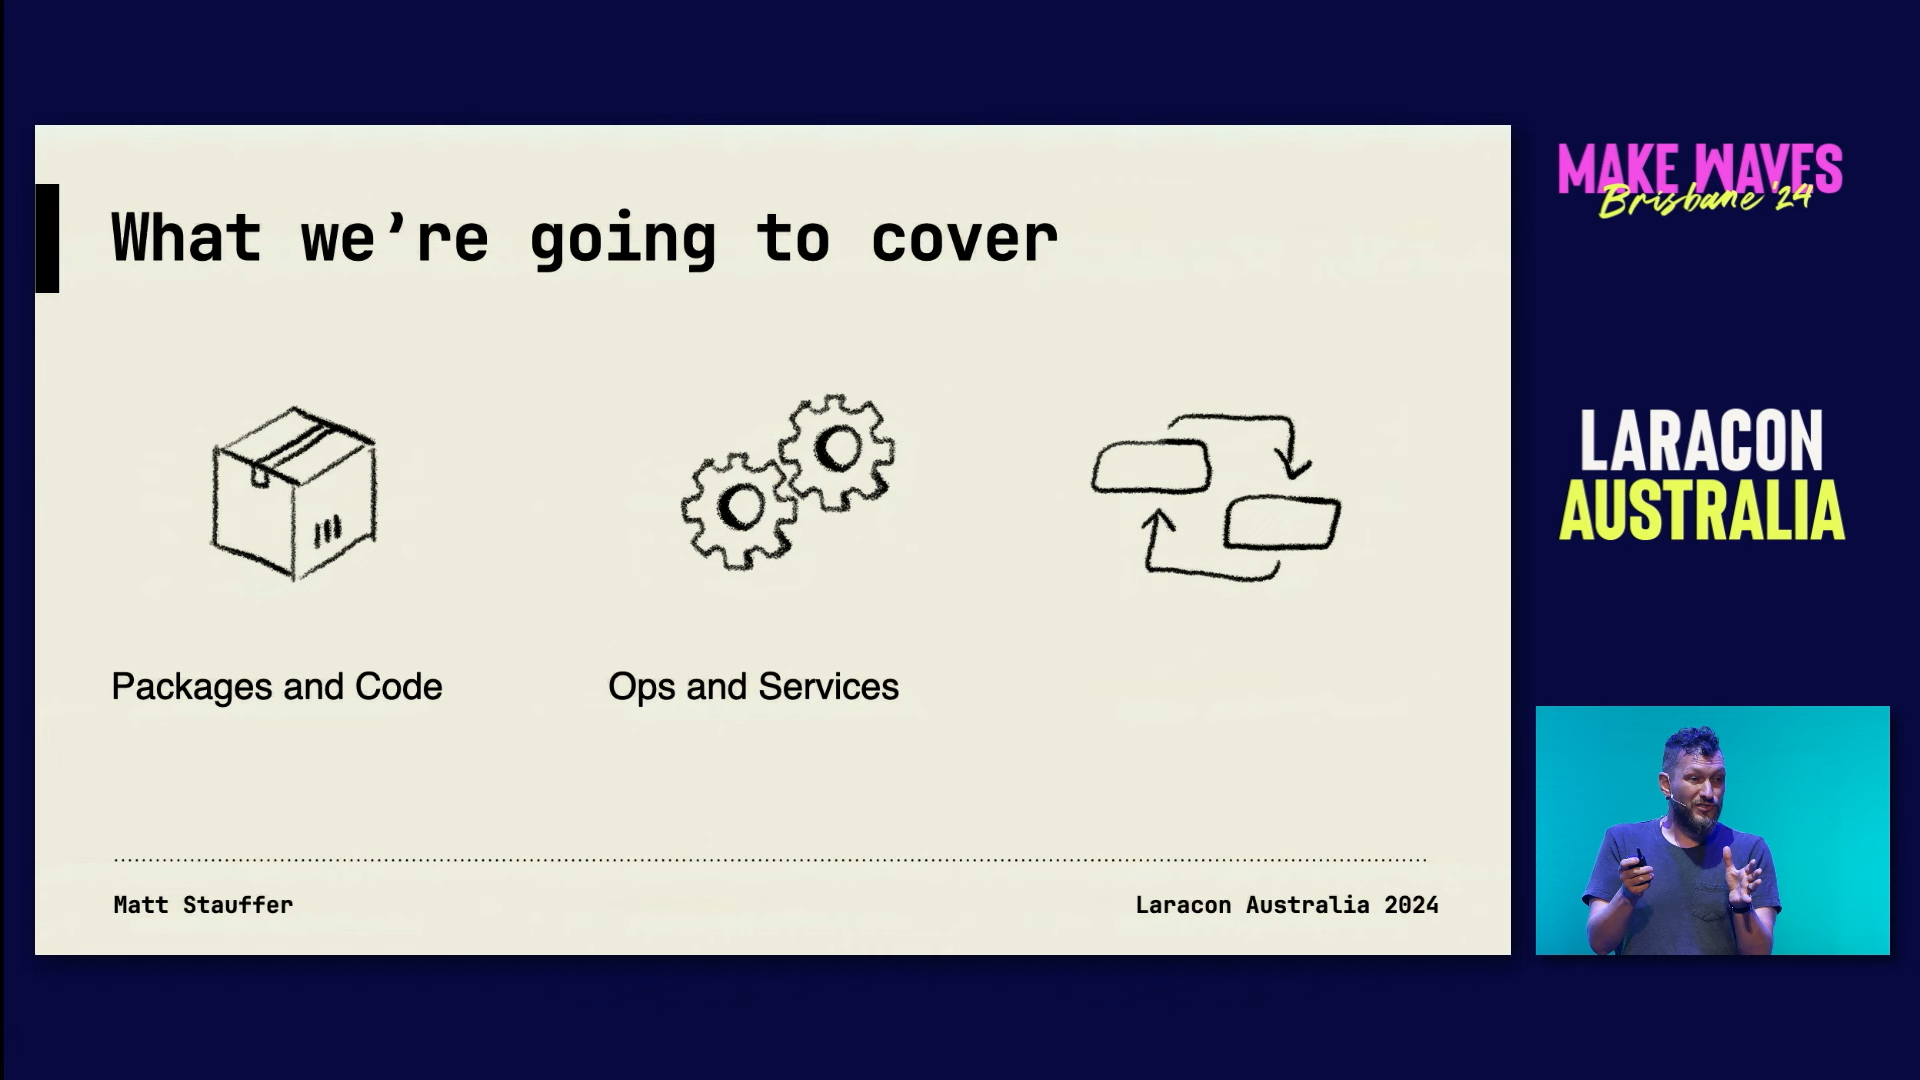 What we’re going to cover
Packages and Code
Ops and Services
Matt Stauffer
Laracon Australia 2024
MAKE WAVES
Brisbane '24
LARACON
AUSTRALIA